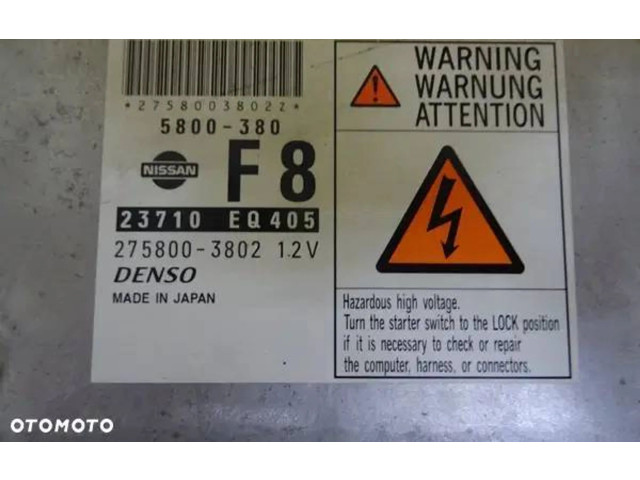 *27580038022*
5800-380
NISSAN
F8
23710 EQ405
275800-3802 12V
DENSO
MADE IN JAPAN
WARNING
WARNUNG
ATTENTION
Hazardous high voltage.
Turn the starter switch to the LOCK position
if it is necessary to check or repair
the computer, harness, or connectors.
OTOMOTO